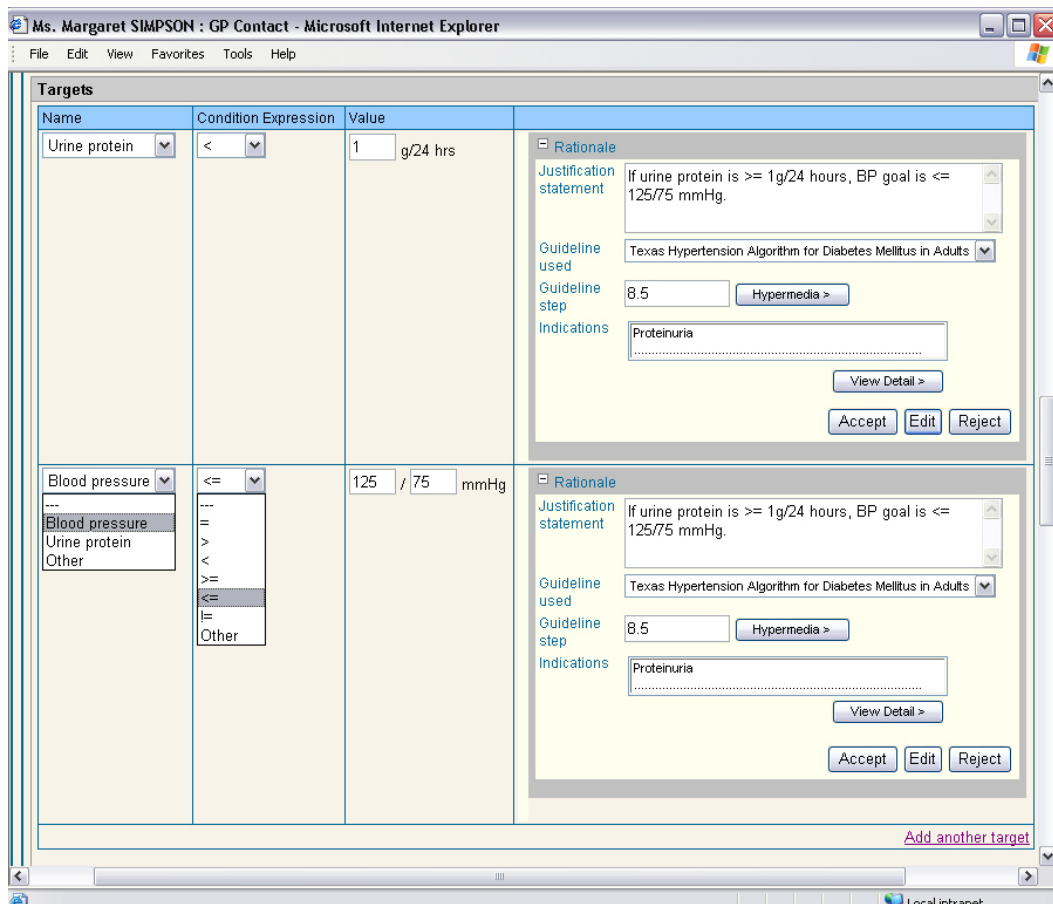 Ms. Margaret SIMPSON : GP Contact - Microsoft Internet Explorer
File Edit View Favorites Tools Help
Targets
Name Condition Expression Value
Urine protein < 1 g/24 hrs
Rationale
Justification statement
If urine protein is >= 1g/24 hours, BP goal is <=
125/75 mmHg.
Guideline used
Texas Hypertension Algorithm for Diabetes Mellitus in Adults
Guideline step
8.5 Hypermedia >
Indications
Proteinuria
View Detail >
Accept Edit Reject
Blood pressure <= 125 / 75 mmHg
---
Blood pressure
Urine protein
Other
---
=
>
<
>=
<=
!=
Other
Rationale
Justification statement
If urine protein is >= 1g/24 hours, BP goal is <=
125/75 mmHg.
Guideline used
Texas Hypertension Algorithm for Diabetes Mellitus in Adults
Guideline step
8.5 Hypermedia >
Indications
Proteinuria
View Detail >
Accept Edit Reject
Add another target
Local intranet